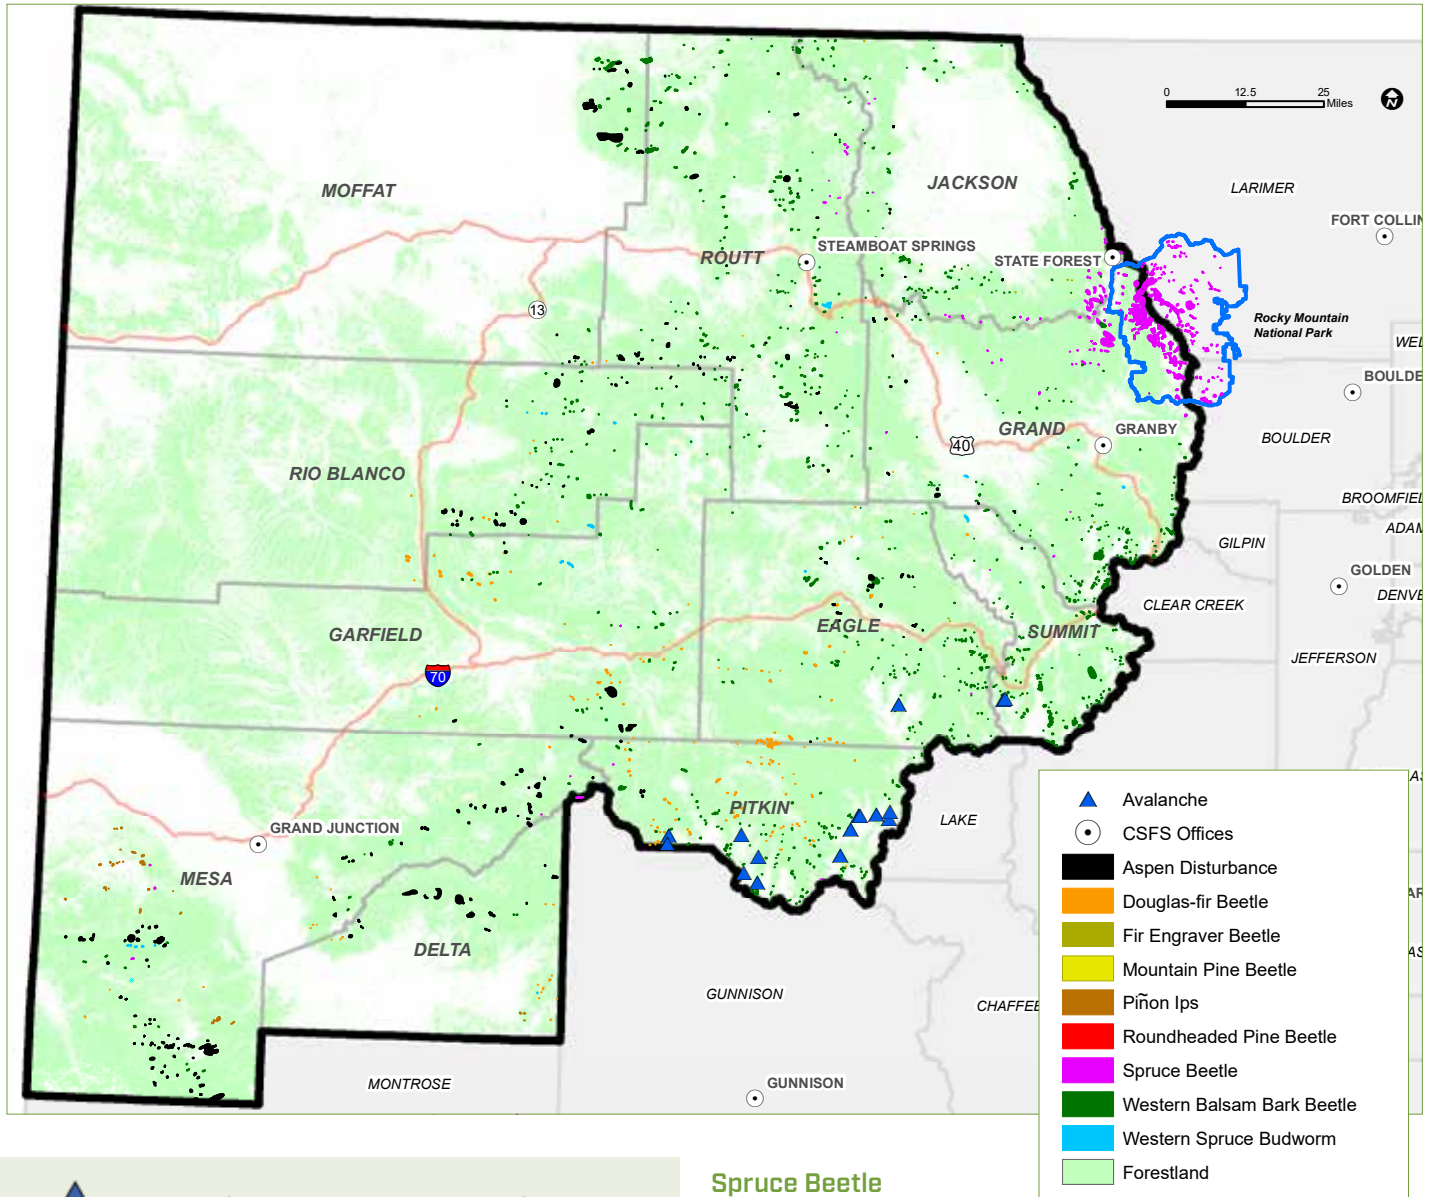 0 12.5 25
Miles
N
MOFFAT
JACKSON
LARIMER
FORT COLLIN
ROUTT
STEAMBOAT SPRINGS
STATE FOREST
13
Rocky Mountain
National Park
WEL
BOULDE
GRAND
GRANBY
40
BOULDER
RIO BLANCO
BROOMFIEL
ADAM
GILPIN
GOLDEN
DENVE
CLEAR CREEK
GARFIELD
EAGLE
SUMMIT
JEFFERSON
70
PITKIN
LAKE
GRAND JUNCTION
MESA
DELTA
GUNNISON
CHAFFEE
MONTROSE
GUNNISON
Avalanche
CSFS Offices
Aspen Disturbance
Douglas-fir Beetle
Fir Engraver Beetle
Mountain Pine Beetle
Piñon Ips
Roundheaded Pine Beetle
Spruce Beetle
Western Balsam Bark Beetle
Western Spruce Budworm
Forestland
Spruce Beetle